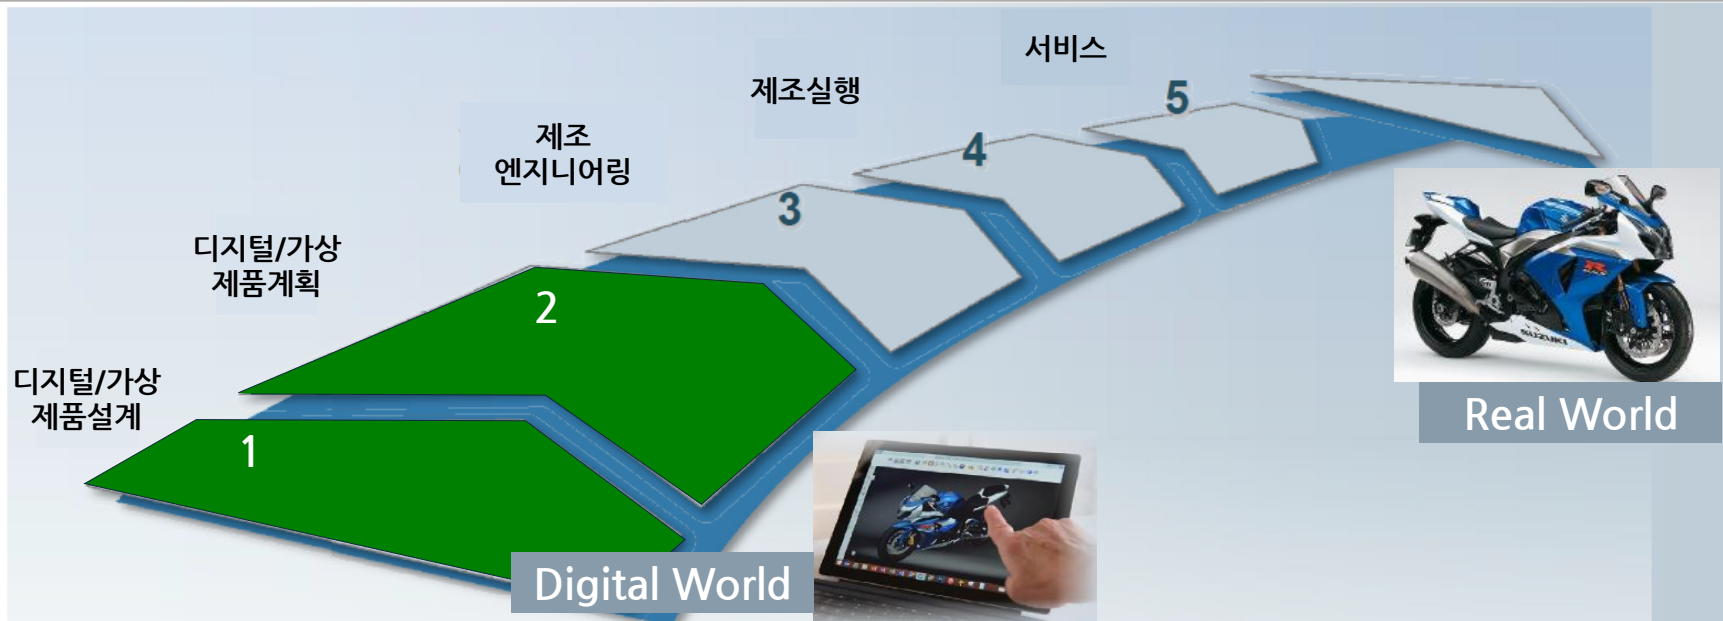 서비스
제조실행
제조
엔지니어링
디지털/가상
제품계획
디지털/가상
제품설계
1
2
3
4
5
Digital World
Real World
SUZUKI